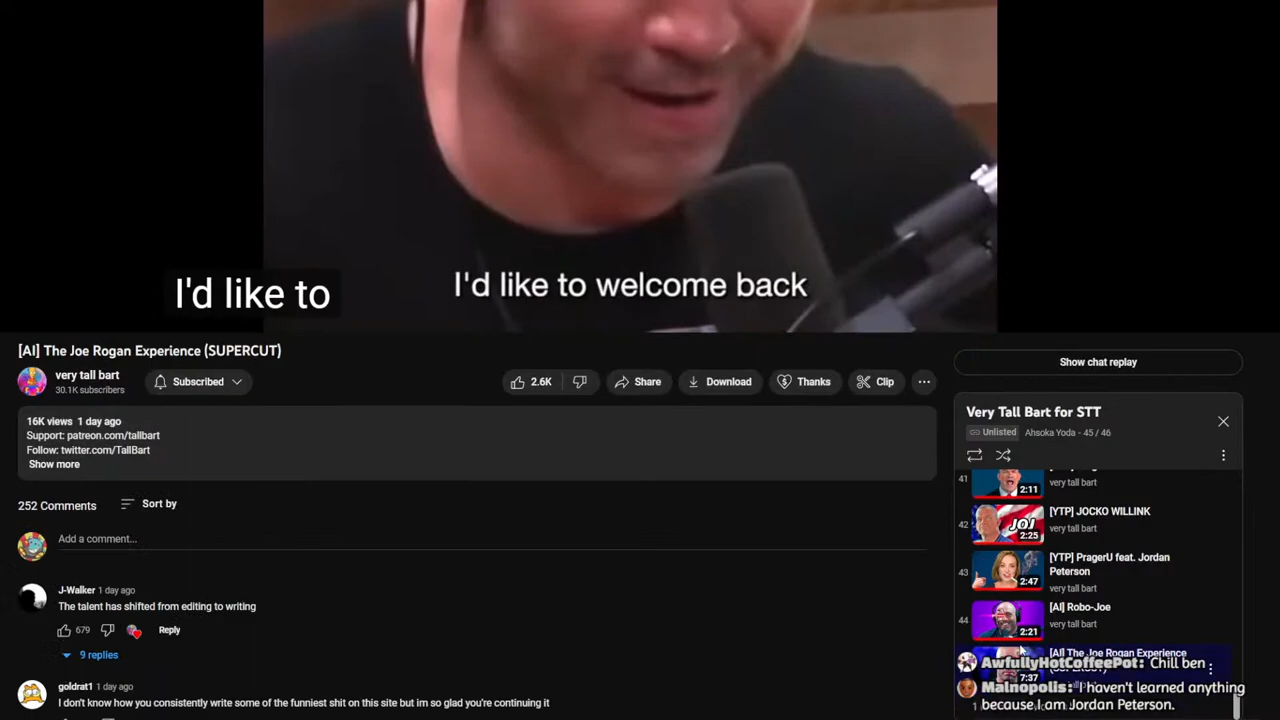 I'd like to
I'd like to welcome back
[AI] The Joe Rogan Experience (SUPERCUT)
very tall bart
30.1K subscribers
Subscribed
2.6K
Share
Download
Thanks
Clip
16K views 1 day ago
Support: patreon.com/tallbart
Follow: twitter.com/TallBart
Show more
252 Comments
Sort by
Add a comment...
J-Walker 1 day ago
The talent has shifted from editing to writing
679
Reply
9 replies
goldrat1 1 day ago
I don't know how you consistently write some of the funniest shit on this site but im so glad you're continuing it
Show chat replay
Very Tall Bart for STT
Unlisted
Ahsoka Yoda - 45 / 46
41
2:11
very tall bart
42
JOJ
2:25
[YTP] JOCKO WILLINK
very tall bart
43
2:47
[YTP] PragerU feat. Jordan
Peterson
very tall bart
44
2:21
[AI] Robo-Joe
very tall bart
7:37
[AI] The Joe Rogan Experience
AwfullyHotCoffeePot: Chill ben
Malnopolis: I haven't learned anything
because I am Jordan Peterson.